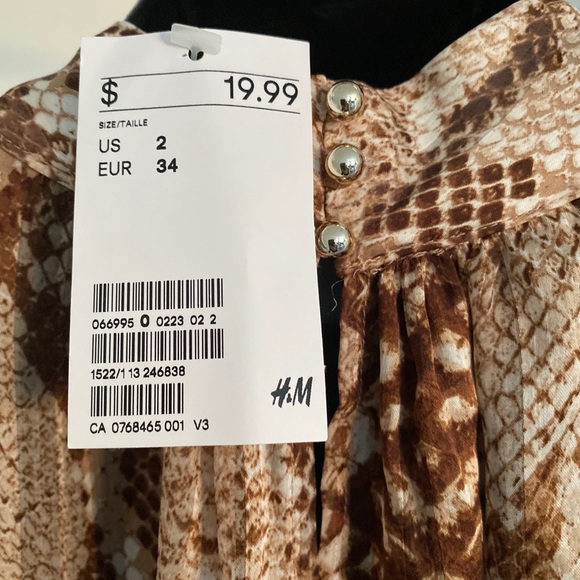 $ 19.99
SIZE/TAILLE
US 2
EUR 34
066995 0 0223 02 2
1522/1 13 246838
H&M
CA 0768465 001 V3